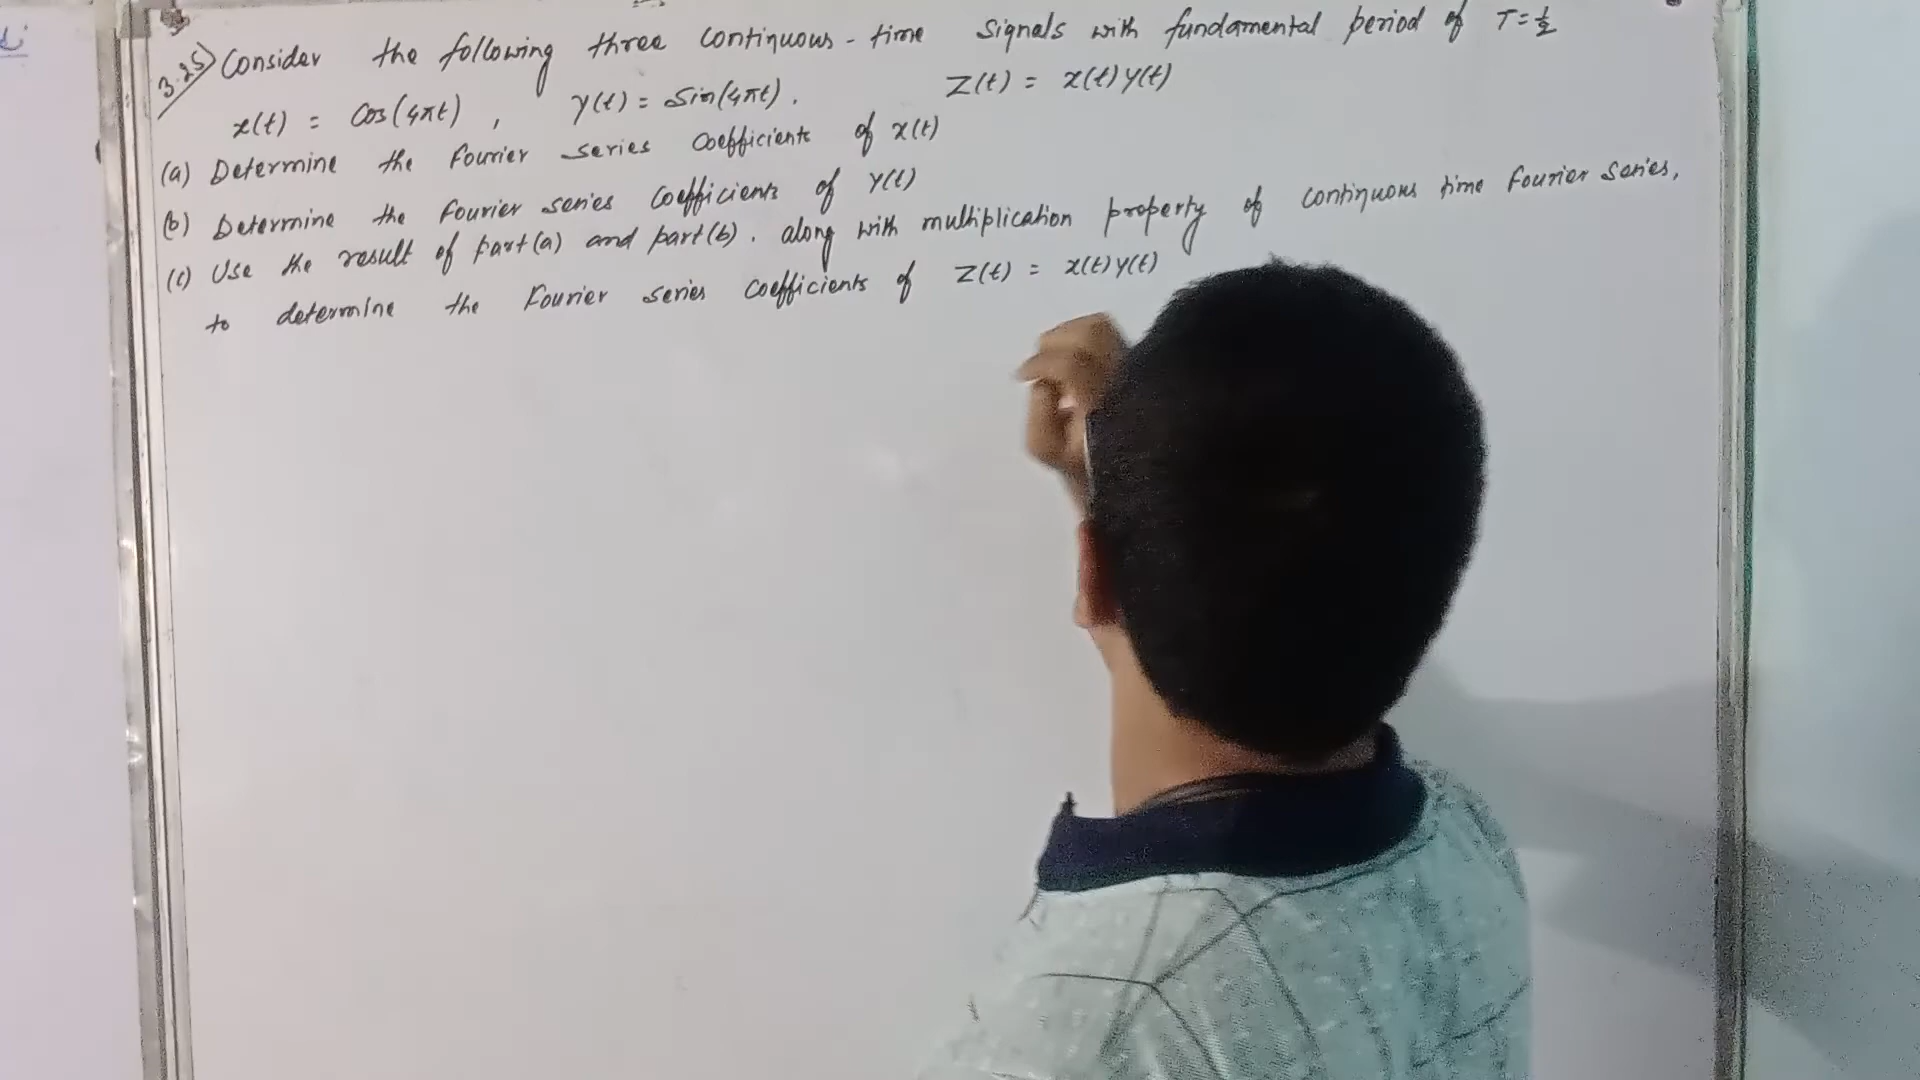 3.25) Consider the following three continuous-time signals with fundamental period of T=½
x(t) = Cos(4πt) , y(t) = Sin(4πt). Z(t) = x(t)y(t)
(a) Determine the Fourier series coefficients of x(t)
(b) Determine the Fourier series coefficients of y(t)
(c) Use the result of part(a) and part(b). along with multiplication property of continuous time Fourier series,
to determine the Fourier series coefficients of Z(t) = x(t)y(t)